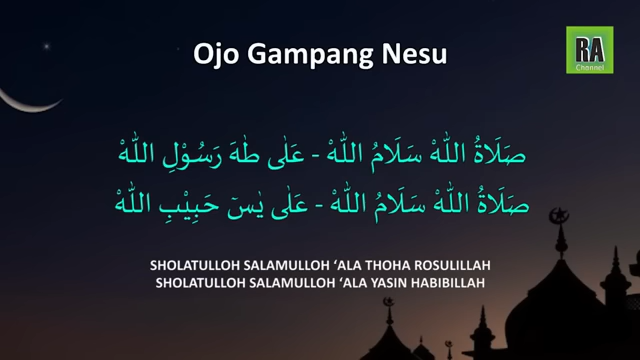 Ojo Gampang Nesu
RA
Channel
صَلَاةُ اللّٰهْ سَلَامُ اللّٰهْ - عَلٰى طٰهَ رَسُوْلِ اللّٰهْ
صَلَاةُ اللّٰهْ سَلَامُ اللّٰهْ - عَلٰى يٰسٓ حَبِيْبِ اللّٰهْ
SHOLATULLOH SALAMULLOH ‘ALA THOHA ROSULILLAH
SHOLATULLOH SALAMULLOH ‘ALA YASIN HABIBILLAH